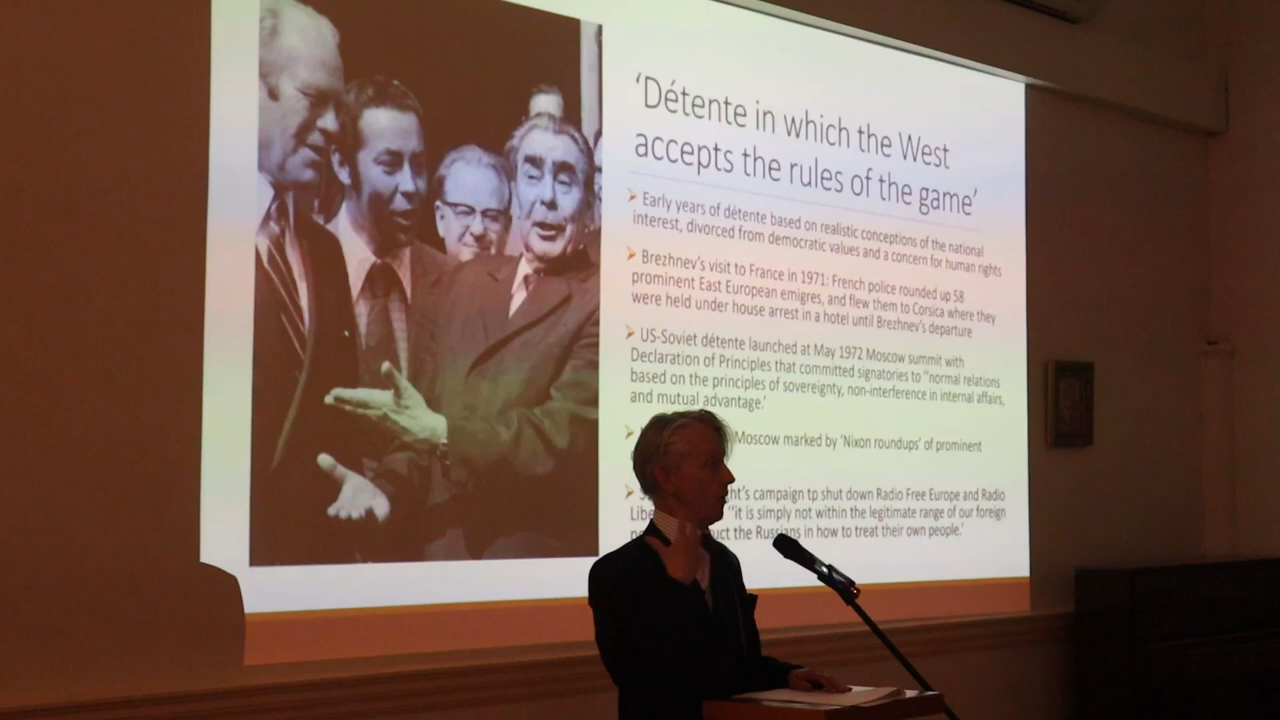 ‘Détente in which the West
accepts the rules of the game’
Early years of détente based on realistic conceptions of the national
interest, divorced from democratic values and a concern for human rights
Brezhnev’s visit to France in 1971: French police rounded up 58
prominent East European emigres, and flew them to Corsica where they
were held under house arrest in a hotel until Brezhnev’s departure
US-Soviet détente launched at May 1972 Moscow summit with
Declaration of Principles that committed signatories to “normal relations
based on the principles of sovereignty, non-interference in internal affairs,
and mutual advantage.’
Moscow marked by ‘Nixon roundups’ of prominent
campaign tp shut down Radio Free Europe and Radio
“it is simply not within the legitimate range of our foreign
the Russians in how to treat their own people.’